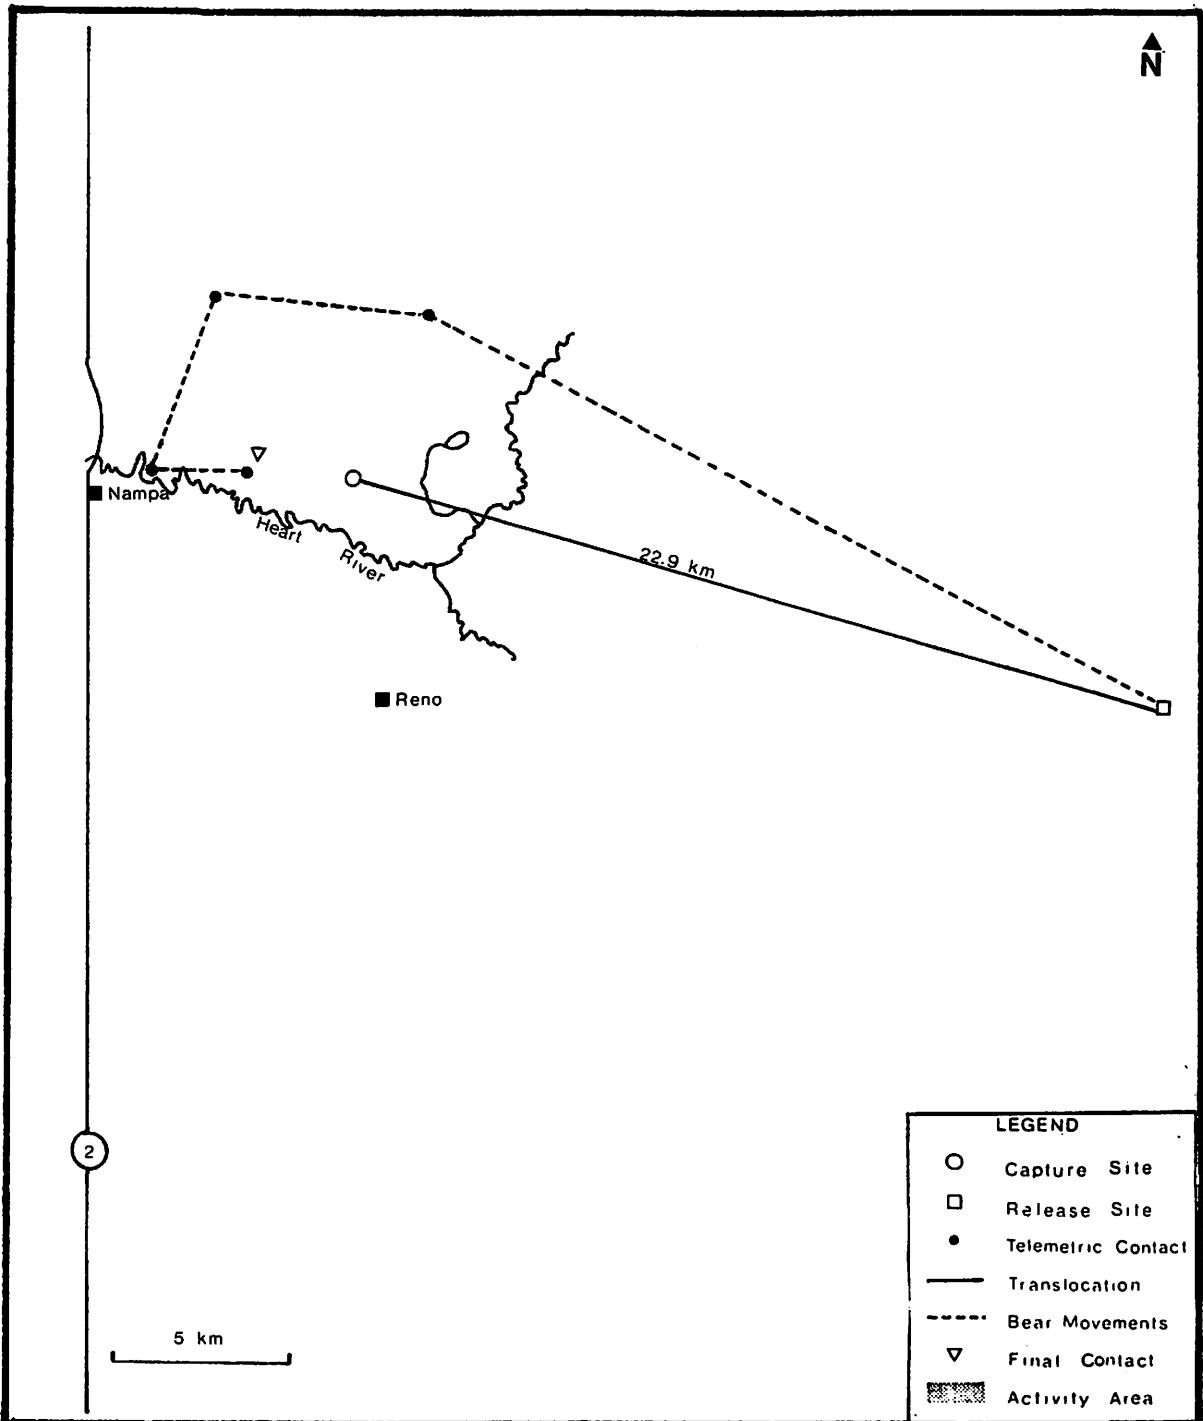 N
Nampa
Heart
River
22.9 km
Reno
2
5 km
LEGEND
Capture Site
Release Site
Telemetric Contact
Translocation
Bear Movements
Final Contact
Activity Area